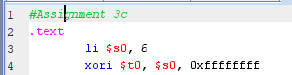 1 #Assignment 3c
2 .text
3 li $s0, 6
4 xori $t0, $s0, 0xffffffff